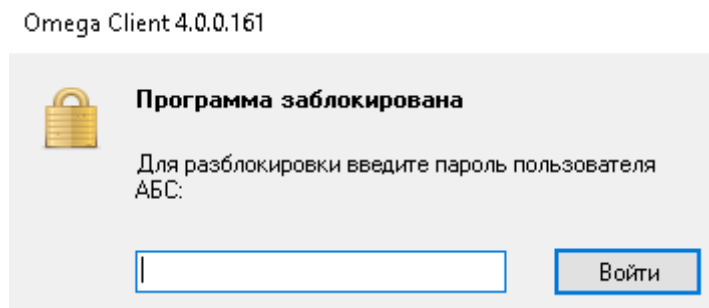 Omega Client 4.0.0.161
Программа заблокирована
Для разблокировки введите пароль пользователя
АБС:
Войти